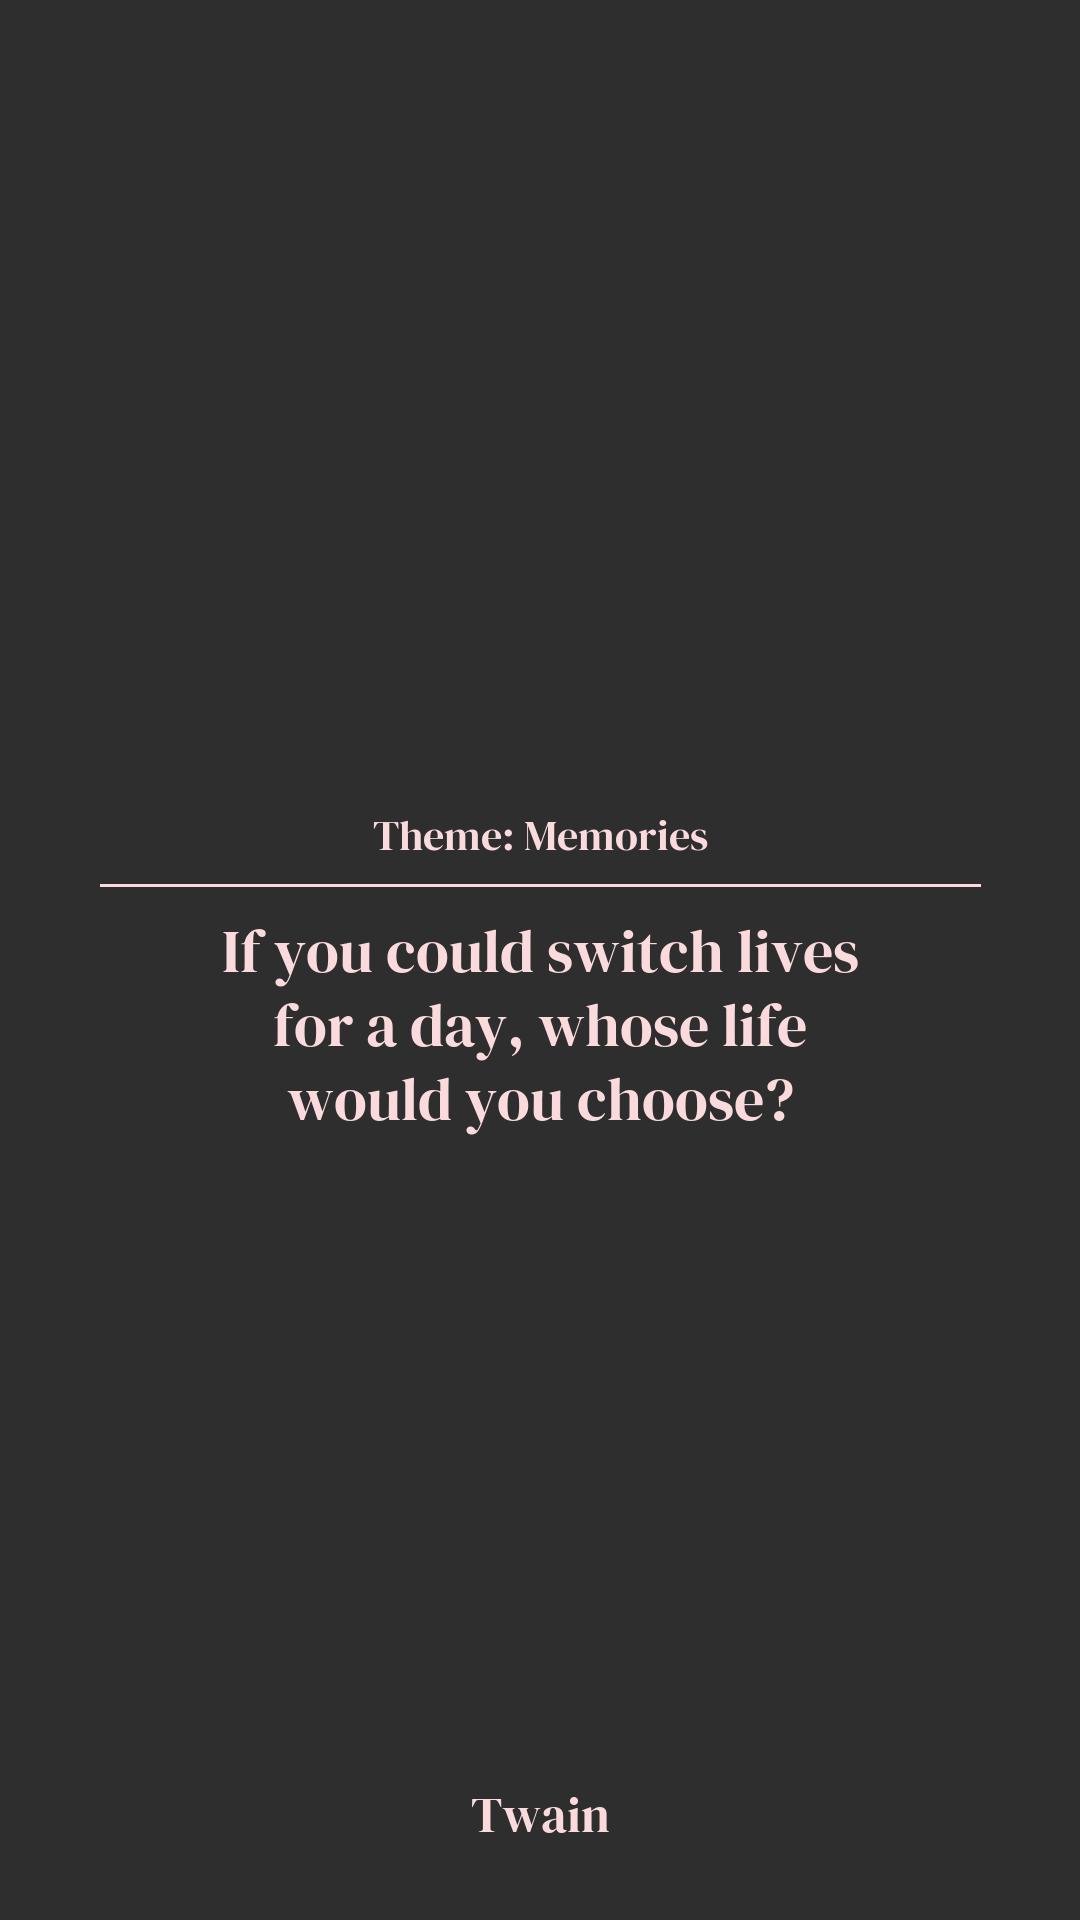 Theme: Memories
If you could switch lives
for a day, whose life
would you choose?
Twain